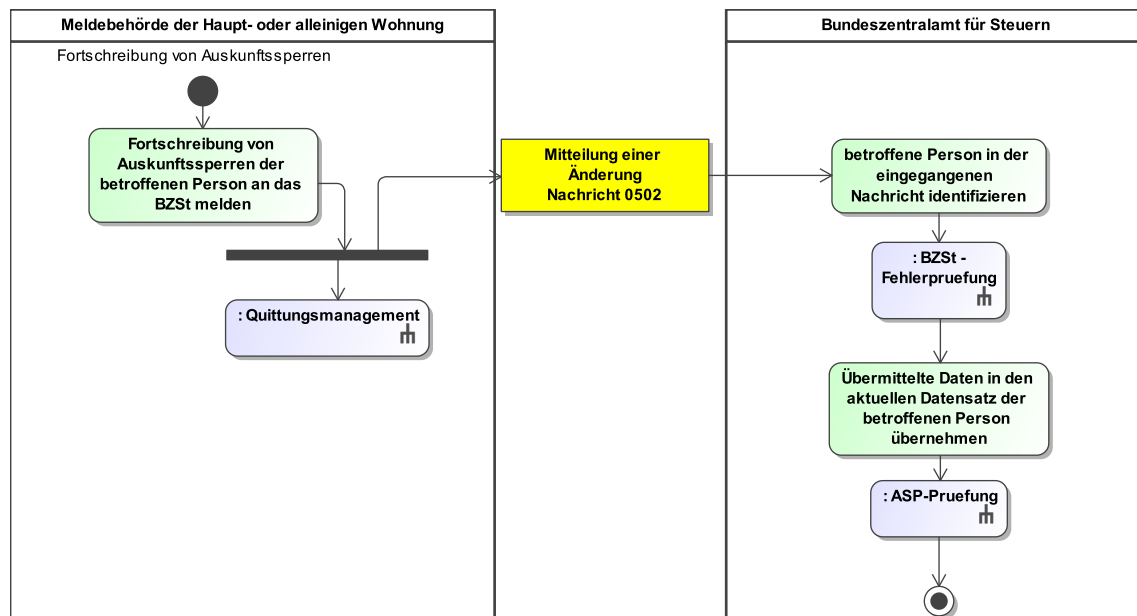 Meldebehörde der Haupt- oder alleinigen Wohnung
Fortschreibung von Auskunftssperren
Fortschreibung von
Auskunftssperren der
betroffenen Person an das
BZSt melden
: Quittungsmanagement
Mitteilung einer
Änderung
Nachricht 0502
Bundeszentralamt für Steuern
betroffene Person in der
eingegangenen
Nachricht identifizieren
: BZSt -
Fehlerpruefung
Übermittelte Daten in den
aktuellen Datensatz der
betroffenen Person
übernehmen
: ASP-Pruefung